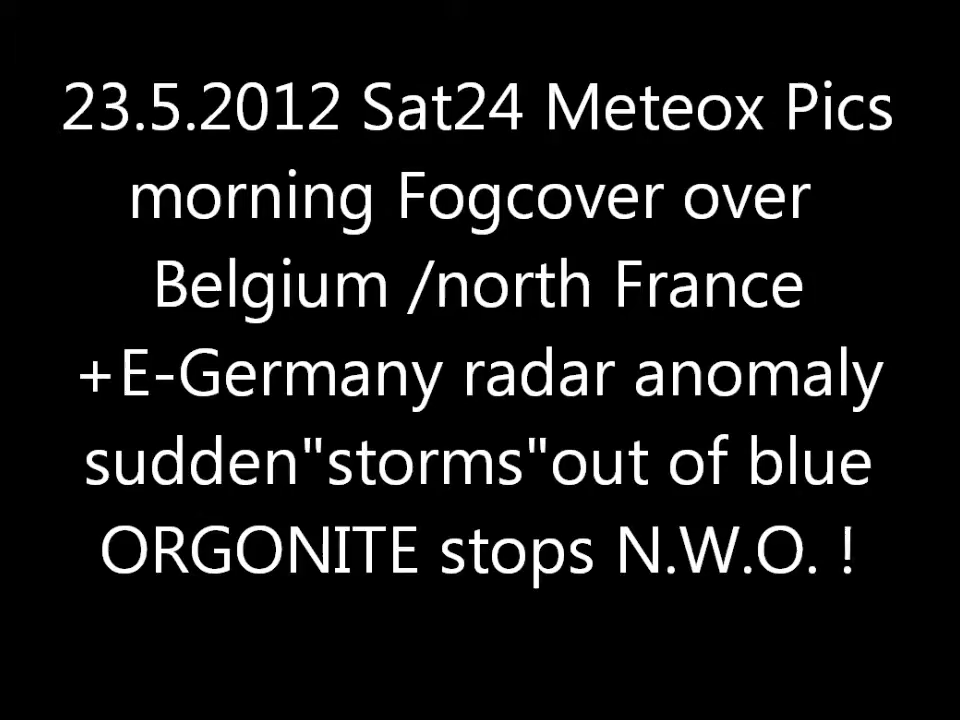 23.5.2012 Sat24 Meteox Pics
morning Fogcover over
Belgium /north France
+E-Germany radar anomaly
sudden"storms"out of blue
ORGONITE stops N.W.O. !